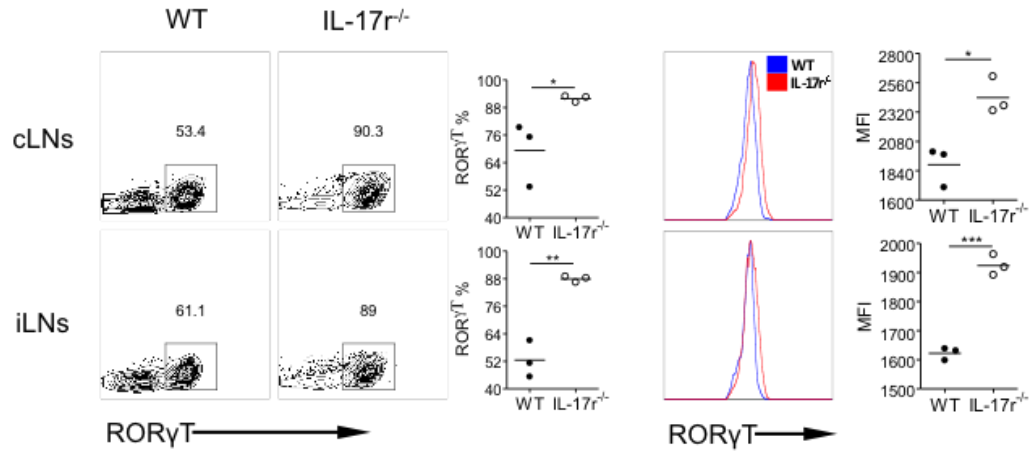 WT IL-17r-/-
cLNs
53.4
90.3
RORγT %
100
88
76
64
52
40
*
WT IL-17r-/-
WT
IL-17r-/-
MFI
2800
2560
2320
2080
1840
1600
*
WT IL-17r-/-
iLNs
61.1
89
RORγT %
100
88
76
64
52
40
**
WT IL-17r-/-
MFI
2000
1900
1800
1700
1600
1500
***
WT IL-17r-/-
RORγT
RORγT